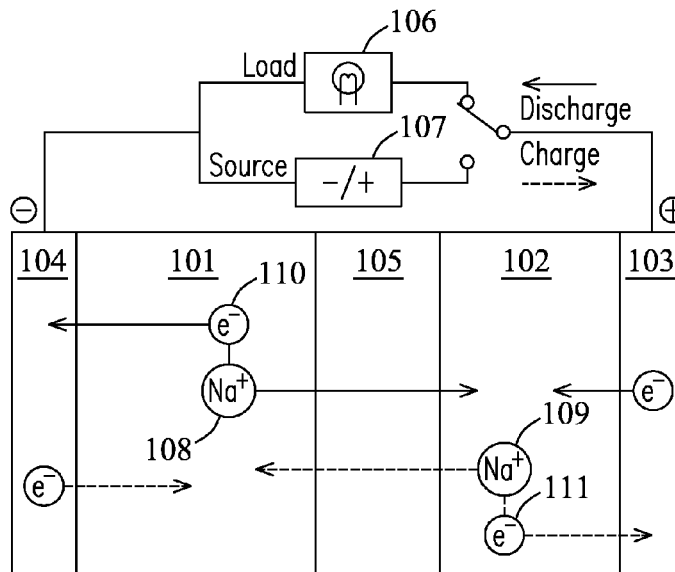 106
Load
Discharge
107
Source
Charge
−/+
⊖
⊕
104 101 105 102 103
110
e⁻
Na⁺
e⁻
108
109
Na⁺
e⁻
111
e⁻